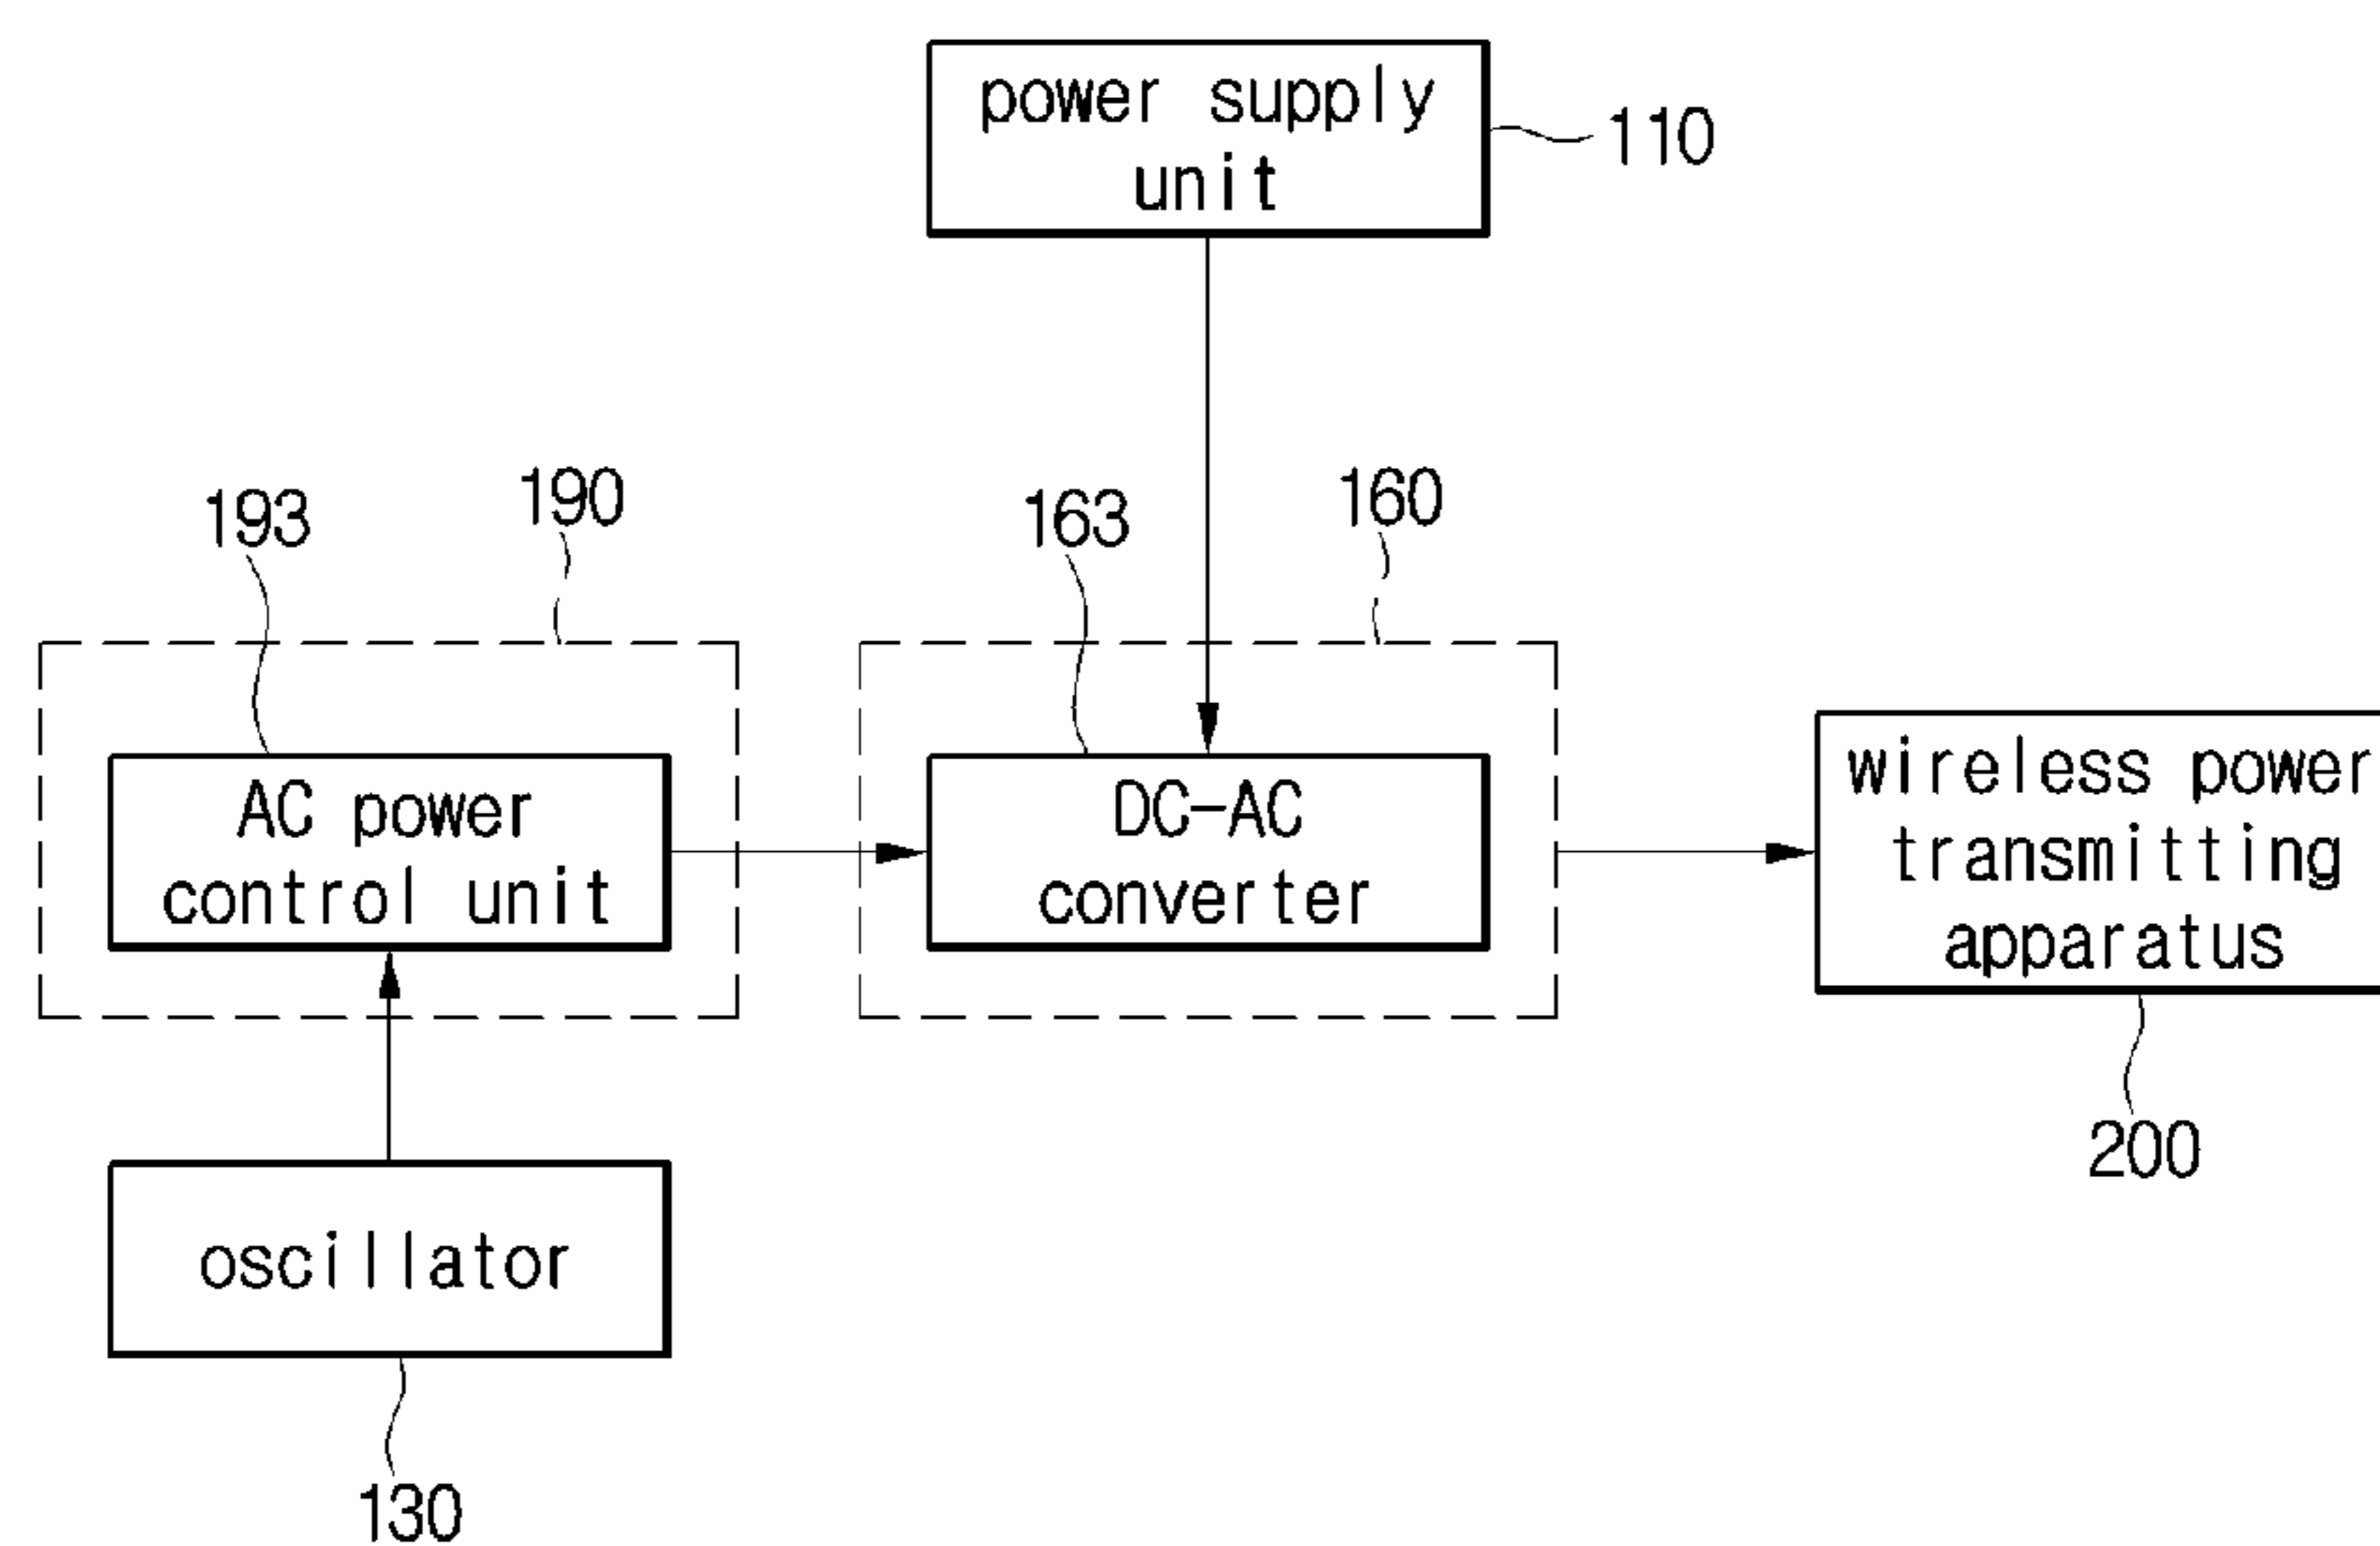 power supply
unit
110
193
190
163
160
AC power
control unit
DC-AC
converter
wireless power
transmitting
apparatus
200
oscillator
130